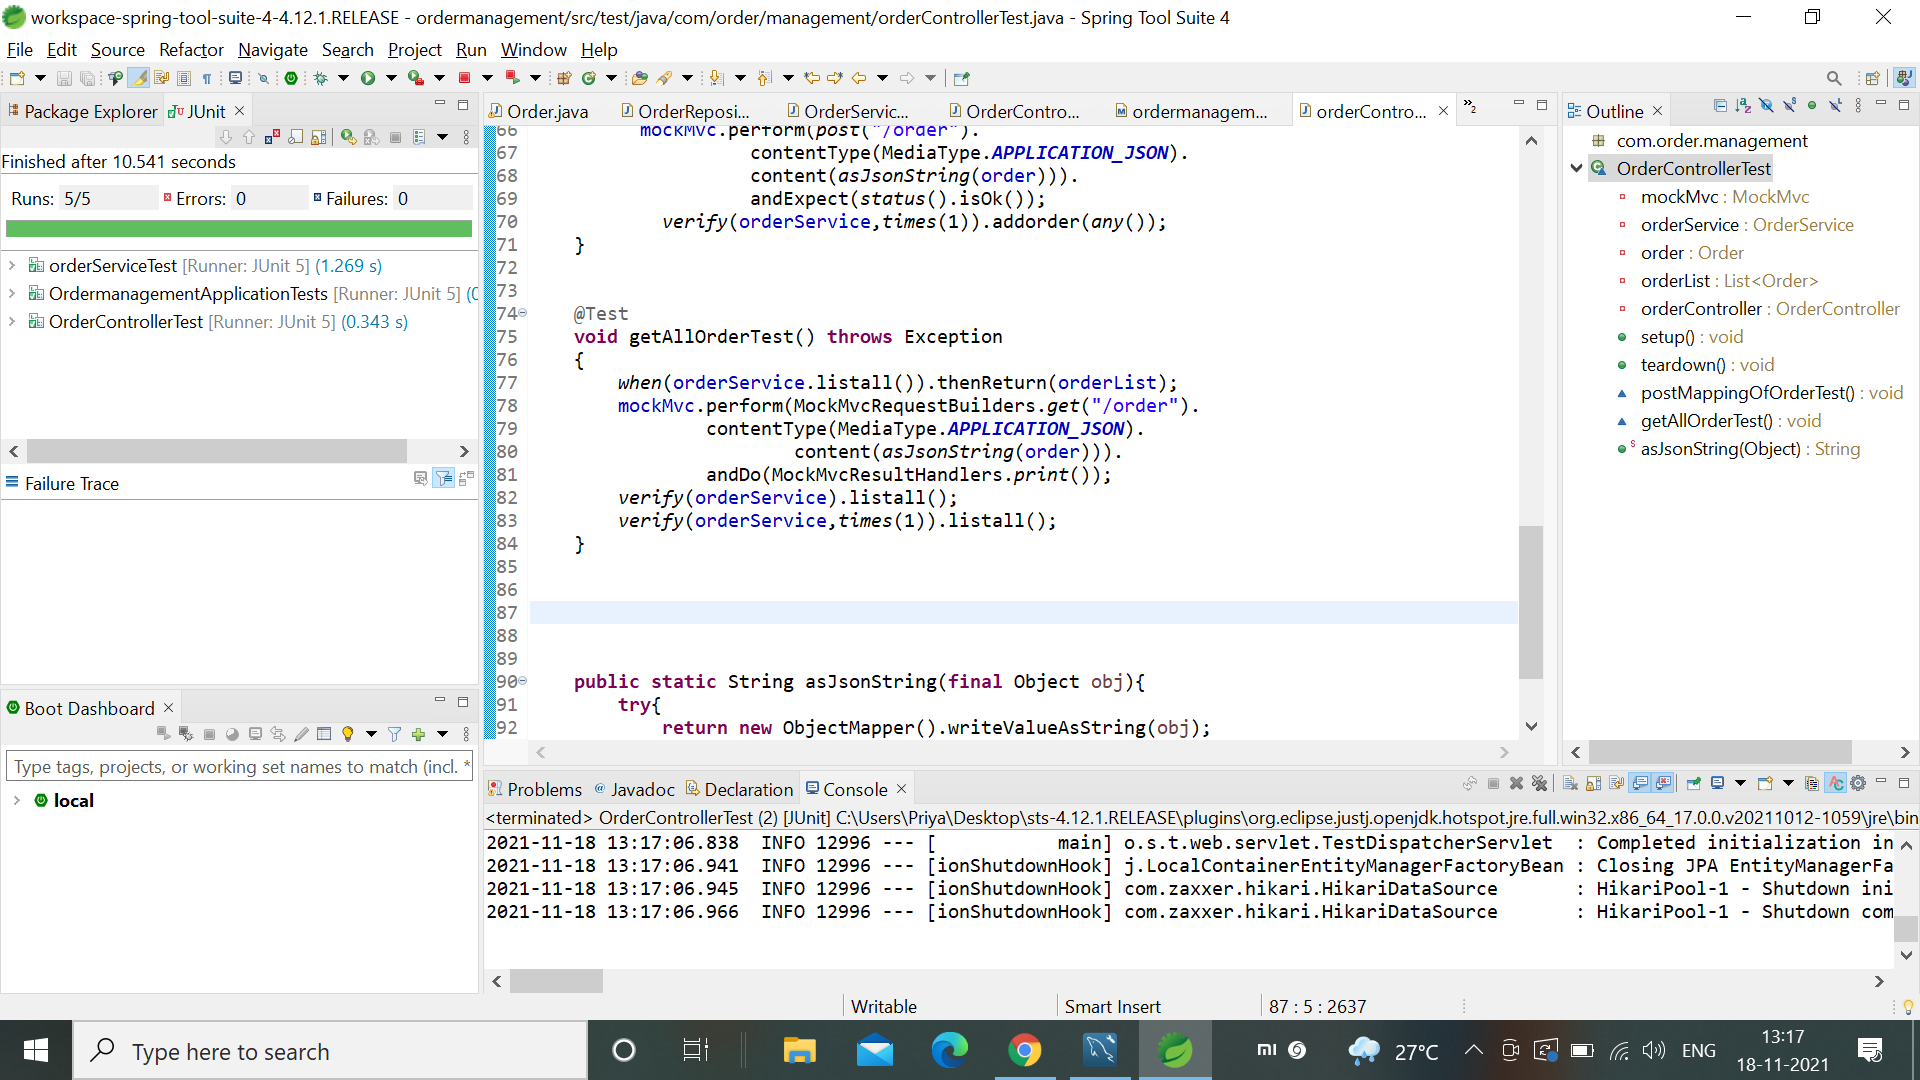 workspace-spring-tool-suite-4-4.12.1.RELEASE - ordermanagement/src/test/java/com/order/management/orderControllerTest.java - Spring Tool Suite 4
File Edit Source Refactor Navigate Search Project Run Window Help
Package Explorer JUnit
Finished after 10.541 seconds
Runs: 5/5 Errors: 0 Failures: 0
orderServiceTest [Runner: JUnit 5] (1.269 s)
OrdermanagementApplicationTests [Runner: JUnit 5] (0
OrderControllerTest [Runner: JUnit 5] (0.343 s)
Failure Trace
Boot Dashboard
Type tags, projects, or working set names to match (incl. *
local
Order.java OrderReposi... OrderServic... OrderContro... ordermanagem... orderContro... »2
66 mockMvc.perform(post("/order").
67 contentType(MediaType.APPLICATION_JSON).
68 content(asJsonString(order))).
69 andExpect(status().isOk());
70 verify(orderService,times(1)).addorder(any());
71 }
72
73
74 @Test
75 void getAllOrderTest() throws Exception
76 {
77 when(orderService.listall()).thenReturn(orderList);
78 mockMvc.perform(MockMvcRequestBuilders.get("/order").
79 contentType(MediaType.APPLICATION_JSON).
80 content(asJsonString(order))).
81 andDo(MockMvcResultHandlers.print());
82 verify(orderService).listall();
83 verify(orderService,times(1)).listall();
84 }
85
86
87
88
89
90 public static String asJsonString(final Object obj){
91 try{
92 return new ObjectMapper().writeValueAsString(obj);
Outline
com.order.management
OrderControllerTest
mockMvc : MockMvc
orderService : OrderService
order : Order
orderList : List<Order>
orderController : OrderController
setup() : void
teardown() : void
postMappingOfOrderTest() : void
getAllOrderTest() : void
asJsonString(Object) : String
Problems Javadoc Declaration Console
<terminated> OrderControllerTest (2) [JUnit] C:\Users\Priya\Desktop\sts-4.12.1.RELEASE\plugins\org.eclipse.justj.openjdk.hotspot.jre.full.win32.x86_64_17.0.0.v20211012-1059\jre\bin
2021-11-18 13:17:06.838 INFO 12996 --- [ main] o.s.t.web.servlet.TestDispatcherServlet : Completed initialization in
2021-11-18 13:17:06.941 INFO 12996 --- [ionShutdownHook] j.LocalContainerEntityManagerFactoryBean : Closing JPA EntityManagerFa
2021-11-18 13:17:06.945 INFO 12996 --- [ionShutdownHook] com.zaxxer.hikari.HikariDataSource : HikariPool-1 - Shutdown ini
2021-11-18 13:17:06.966 INFO 12996 --- [ionShutdownHook] com.zaxxer.hikari.HikariDataSource : HikariPool-1 - Shutdown com
Writable Smart Insert 87 : 5 : 2637
Type here to search
27°C ENG
13:17
18-11-2021